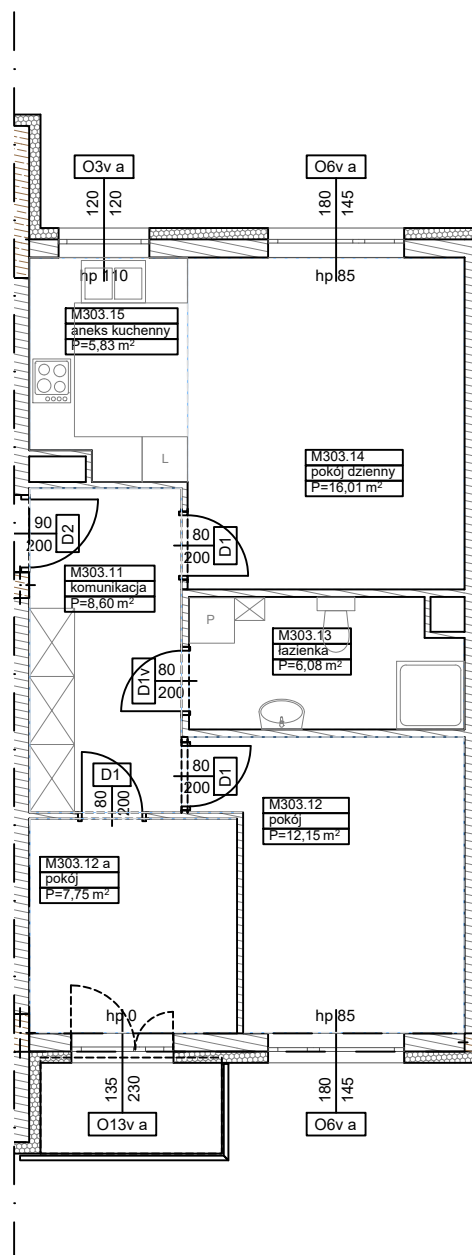 O3v a
O6v a
120
120
180
145
hp 110
hp 85
M303.15
aneks kuchenny
P=5,83 m²
L
M303.14
pokój dzienny
P=16,01 m²
90
200
D2
80
200
D1
M303.11
komunikacja
P=8,60 m²
P
M303.13
łazienka
P=6,08 m²
D1v
80
200
D1
80
200
80
200
D1
M303.12
pokój
P=12,15 m²
M303.12 a
pokój
P=7,75 m²
hp 0
hp 85
135
230
180
145
O13v a
O6v a